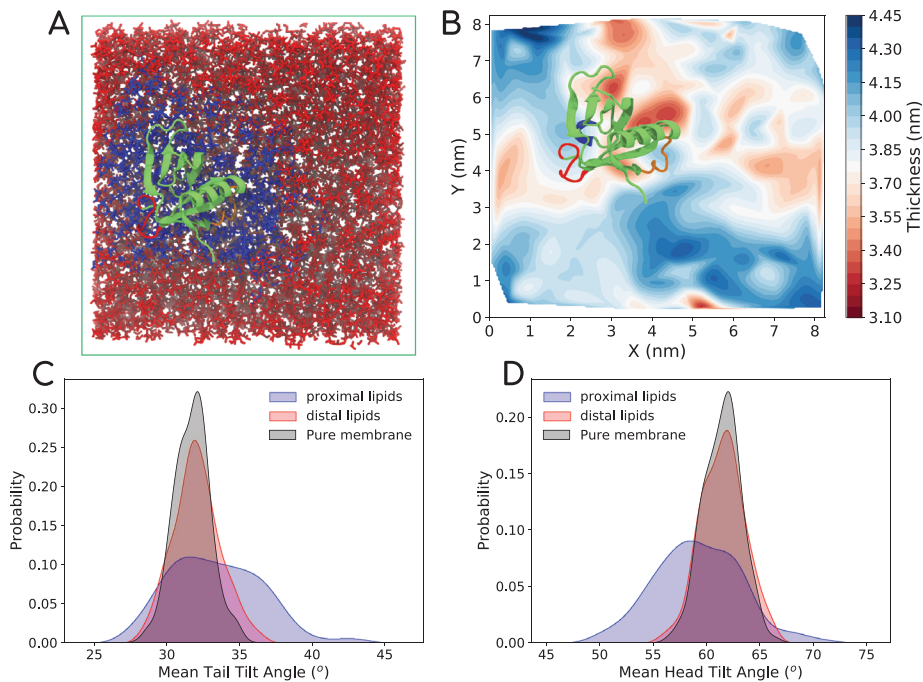 A
B
8
7
6
5
4
3
2
1
0
Y (nm)
0 1 2 3 4 5 6 7 8
X (nm)
4.45
4.30
4.15
4.00
3.85
3.70
3.55
3.40
3.25
3.10
Thickness (nm)
C
proximal lipids
distal lipids
Pure membrane
0.30
0.25
0.20
0.15
0.10
0.05
0.00
Probability
25 30 35 40 45
Mean Tail Tilt Angle (°)
D
proximal lipids
distal lipids
Pure membrane
0.20
0.15
0.10
0.05
0.00
Probability
45 50 55 60 65 70 75
Mean Head Tilt Angle (°)